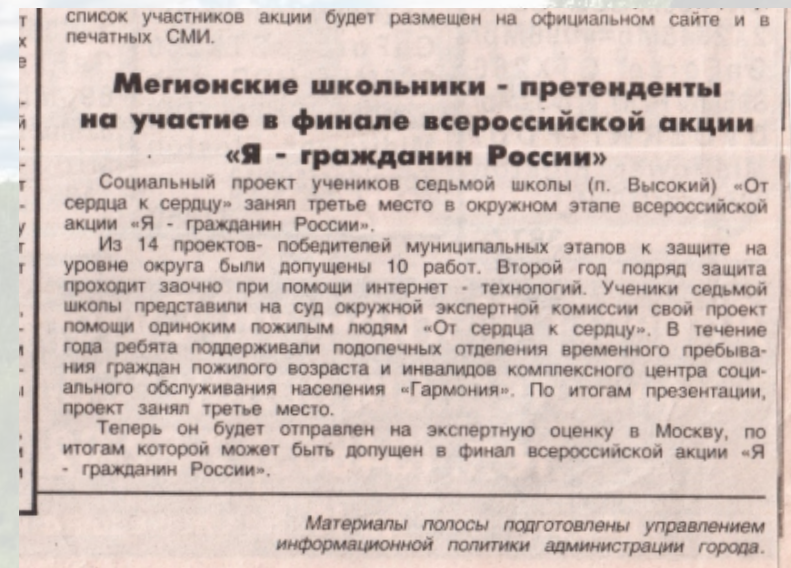 список участников акции будет размещен на официальном сайте и в
печатных СМИ.
Мегионские школьники - претенденты
на участие в финале всероссийской акции
«Я - гражданин России»
Социальный проект учеников седьмой школы (п. Высокий) «От
сердца к сердцу» занял третье место в окружном этапе всероссийской
акции «Я - гражданин России».
Из 14 проектов- победителей муниципальных этапов к защите на
уровне округа были допущены 10 работ. Второй год подряд защита
проходит заочно при помощи интернет - технологий. Ученики седьмой
школы представили на суд окружной экспертной комиссии свой проект
помощи одиноким пожилым людям «От сердца к сердцу». В течение
года ребята поддерживали подопечных отделения временного пребыва-
ния граждан пожилого возраста и инвалидов комплексного центра соци-
ального обслуживания населения «Гармония». По итогам презентации,
проект занял третье место.
Теперь он будет отправлен на экспертную оценку в Москву, по
итогам которой может быть допущен в финал всероссийской акции «Я
- гражданин России».
Материалы полосы подготовлены управлением
информационной политики администрации города.